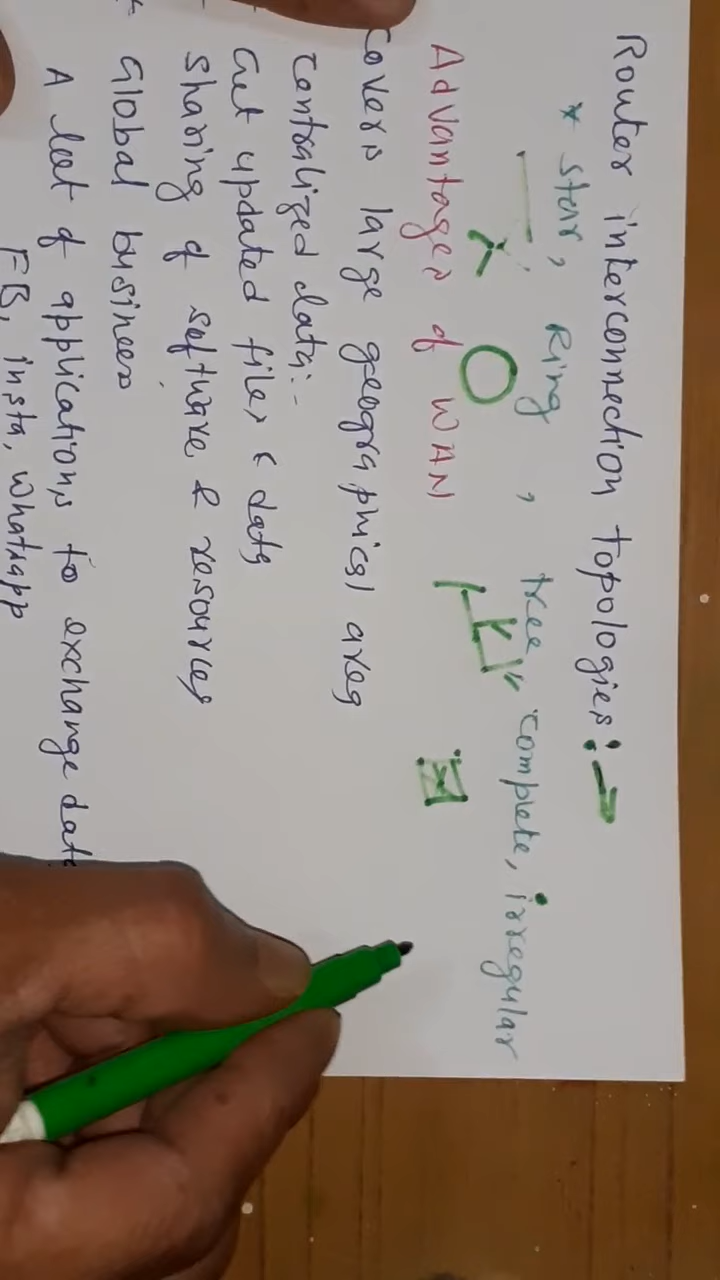 Router interconnection topologies:→
* Star, Ring, tree, complete, irregular
Advantages of WAN
Covers large geographical area
Centralized data:-
Get updated files & data
Sharing of software & resources
Global business
A lot of applications to exchange data
FB, insta, whatsapp